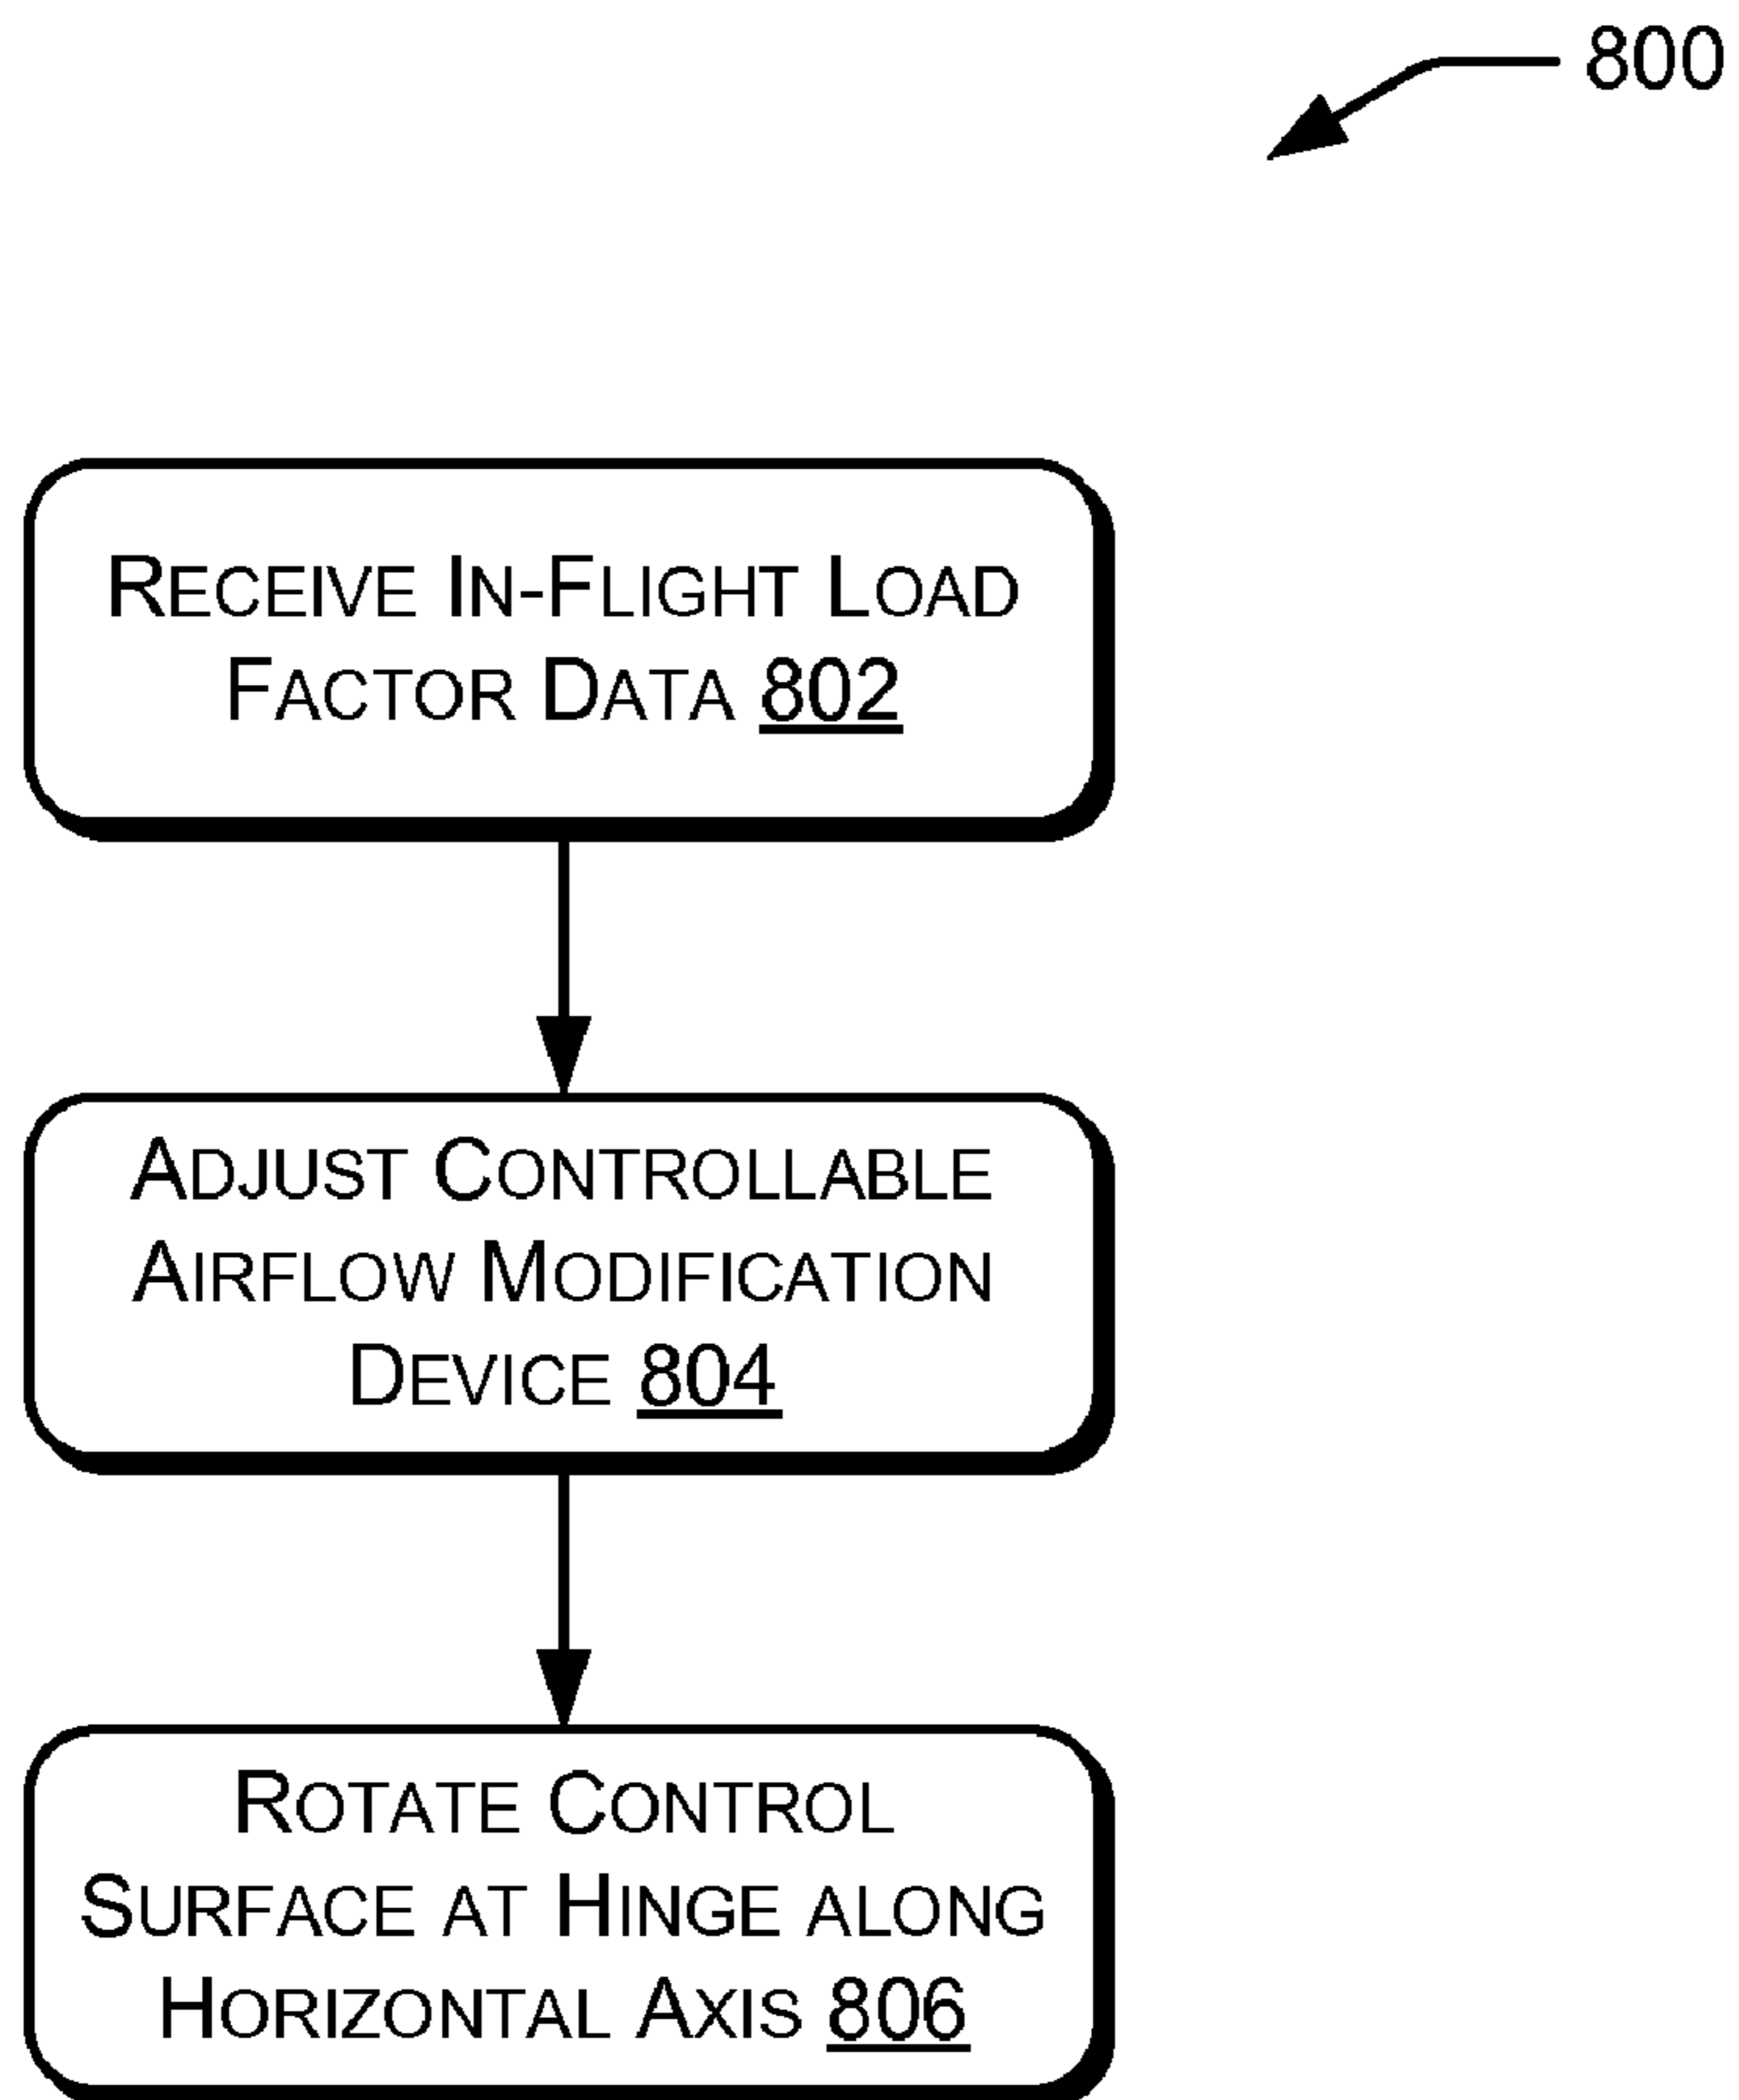 800
RECEIVE IN-FLIGHT LOAD
FACTOR DATA 802
ADJUST CONTROLLABLE
AIRFLOW MODIFICATION
DEVICE 804
ROTATE CONTROL
SURFACE AT HINGE ALONG
HORIZONTAL AXIS 806